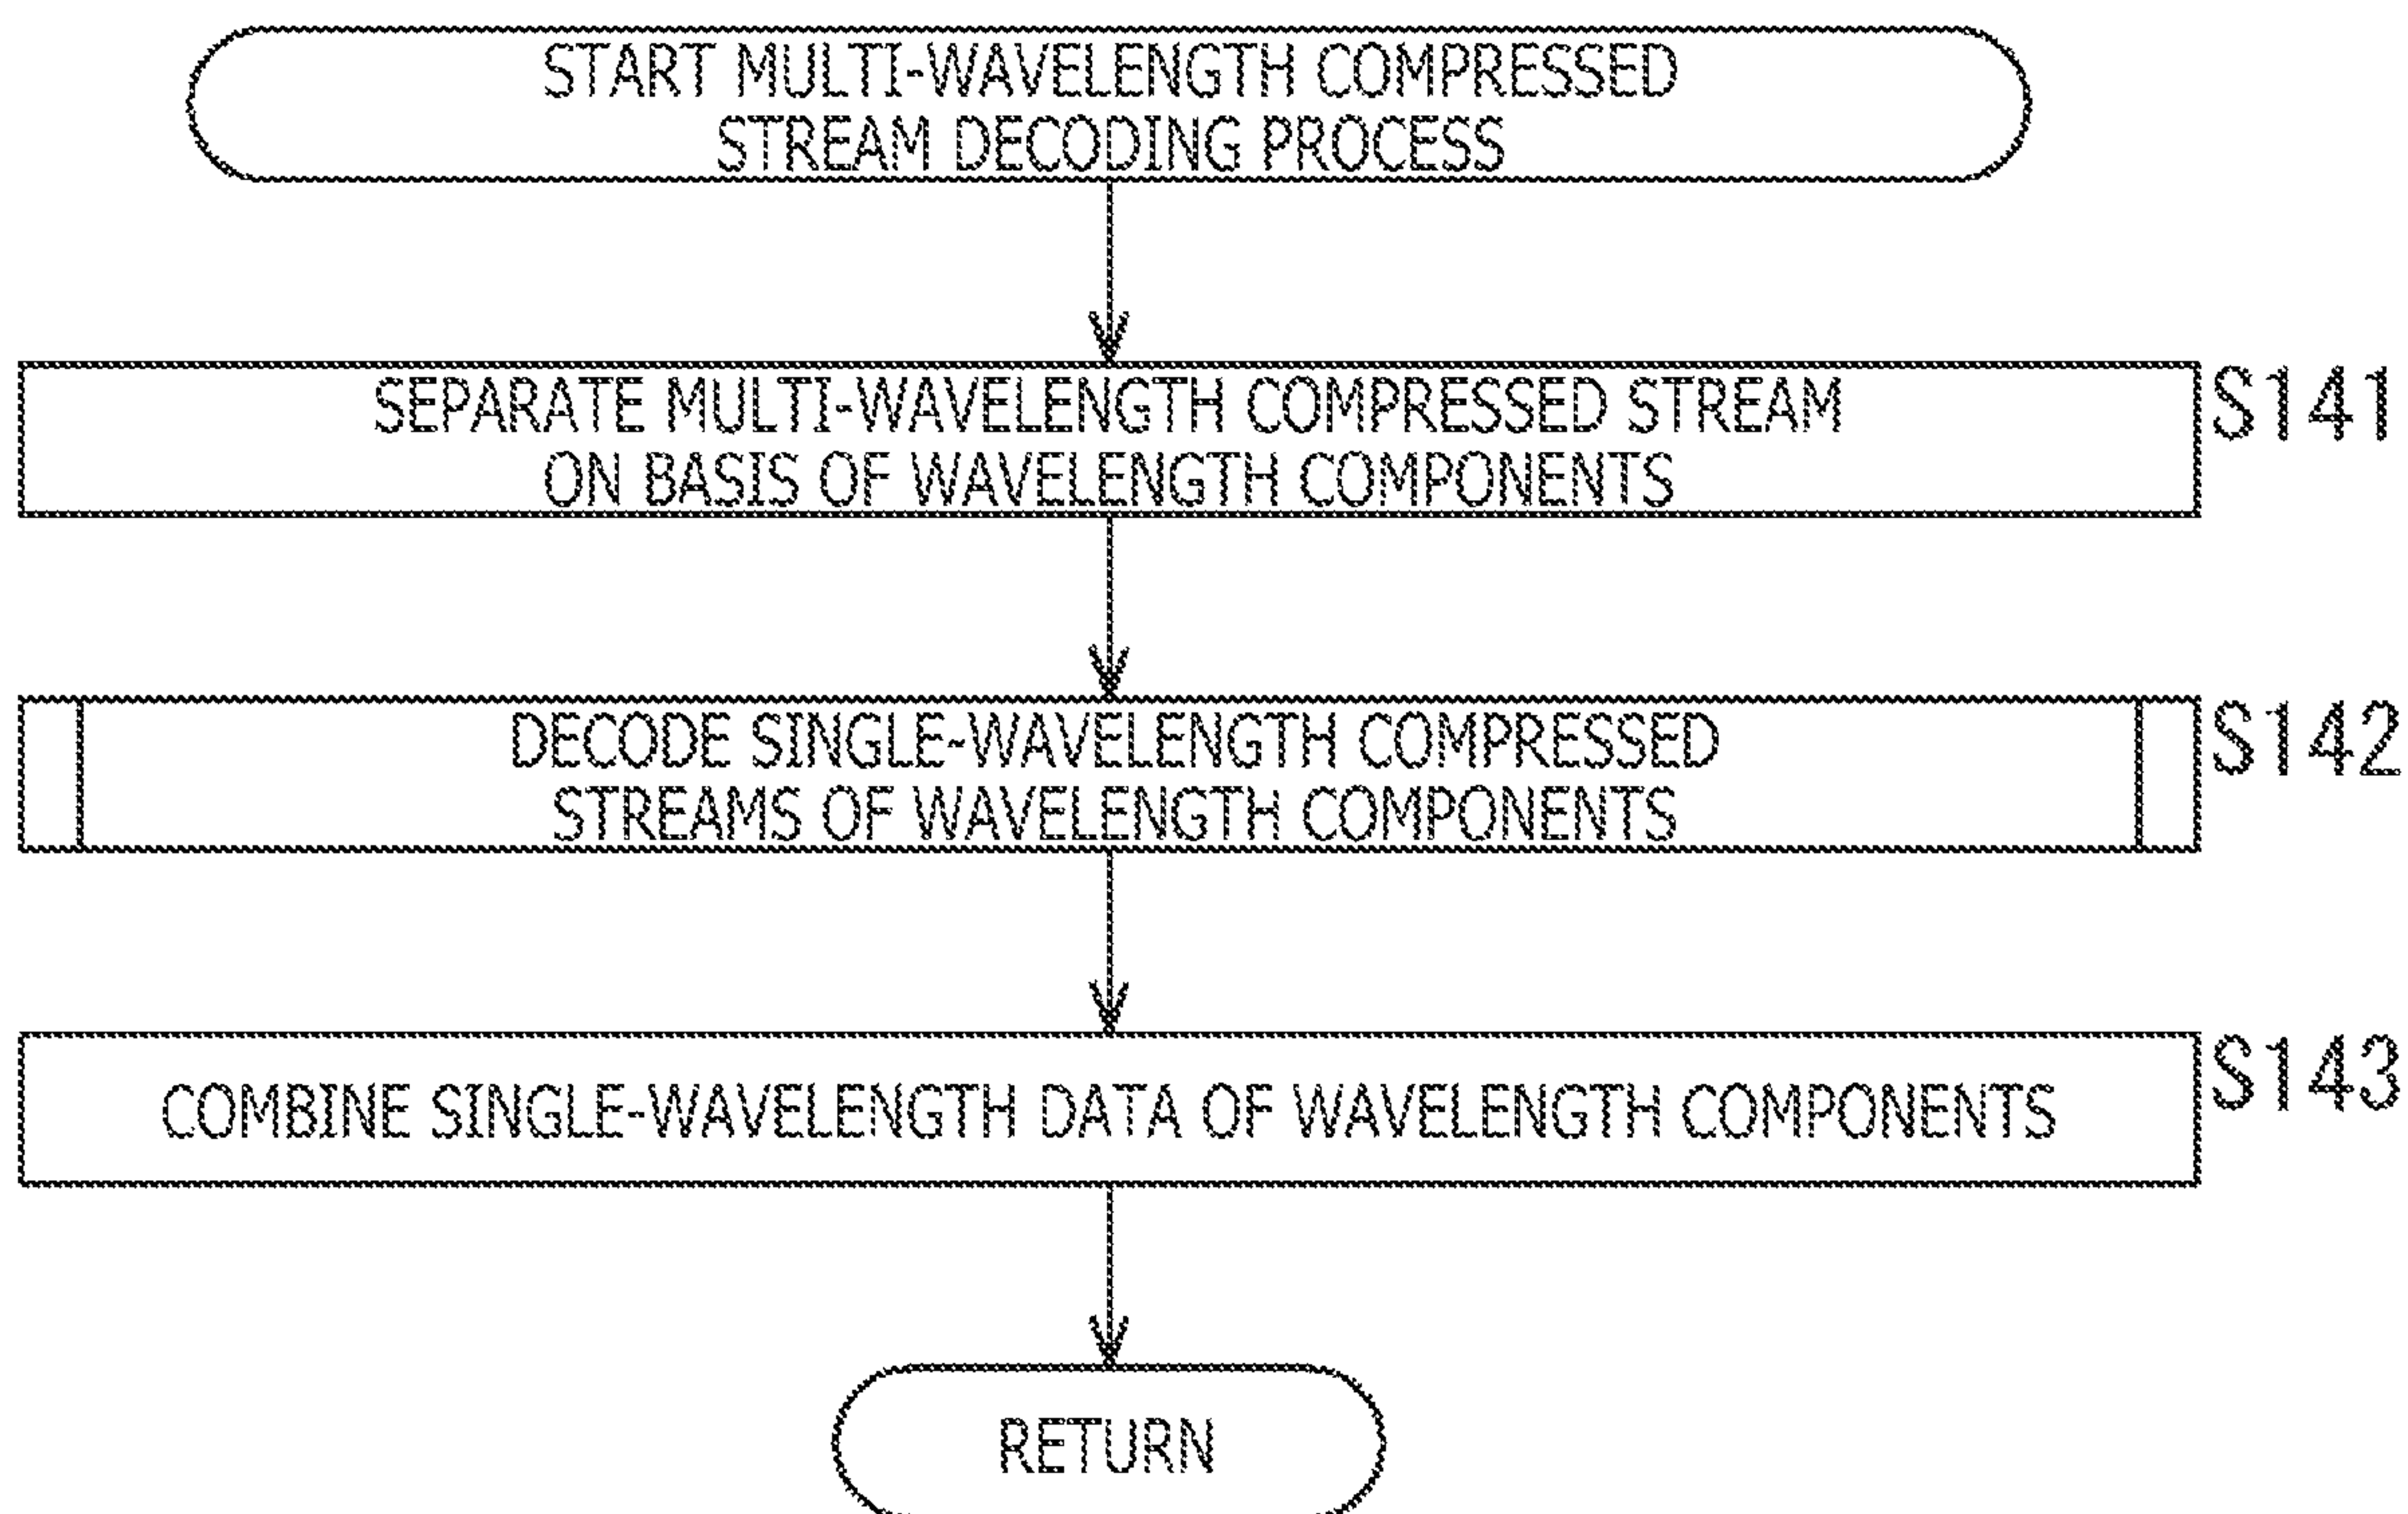 START MULTI-WAVELENGTH COMPRESSED
STREAM DECODING PROCESS
SEPARATE MULTI-WAVELENGTH COMPRESSED STREAM
ON BASIS OF WAVELENGTH COMPONENTS
S141
DECODE SINGLE-WAVELENGTH COMPRESSED
STREAMS OF WAVELENGTH COMPONENTS
S142
COMBINE SINGLE-WAVELENGTH DATA OF WAVELENGTH COMPONENTS
S143
RETURN